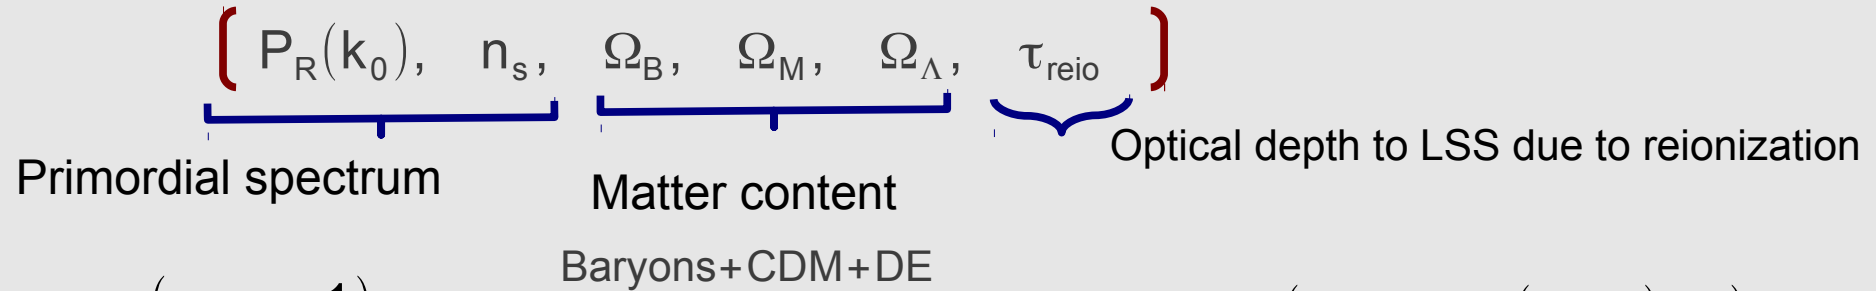 ( P_R(k_0), n_s, Ω_B, Ω_M, Ω_Λ, τ_reio )
Optical depth to LSS due to reionization
Primordial spectrum
Matter content
Baryons+CDM+DE